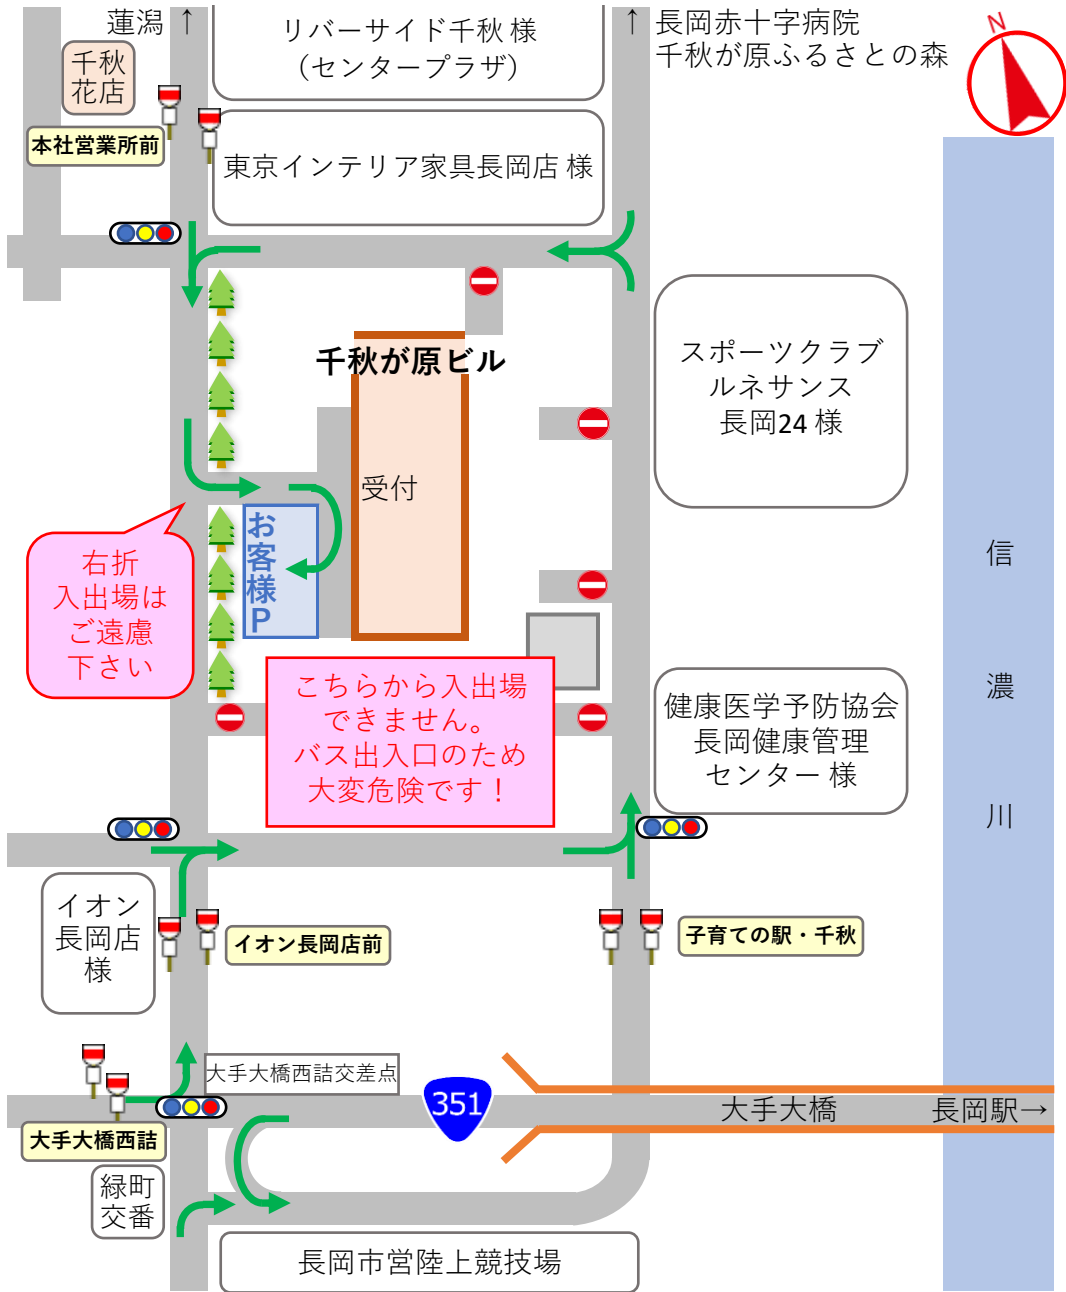 蓮潟 ↑
リバーサイド千秋 様
（センタープラザ）
↑ 長岡赤十字病院
千秋が原ふるさとの森
N
千秋
花店
本社営業所前
東京インテリア家具長岡店 様
千秋が原ビル
スポーツクラブ
ルネサンス
長岡24 様
受付
お客様P
右折
入出場は
ご遠慮
下さい
信濃川
こちらから入出場
できません。
バス出入口のため
大変危険です！
健康医学予防協会
長岡健康管理
センター 様
イオン
長岡店
様
イオン長岡店前
子育ての駅・千秋
大手大橋西詰交差点
351
大手大橋
長岡駅→
大手大橋西詰
緑町
交番
長岡市営陸上競技場